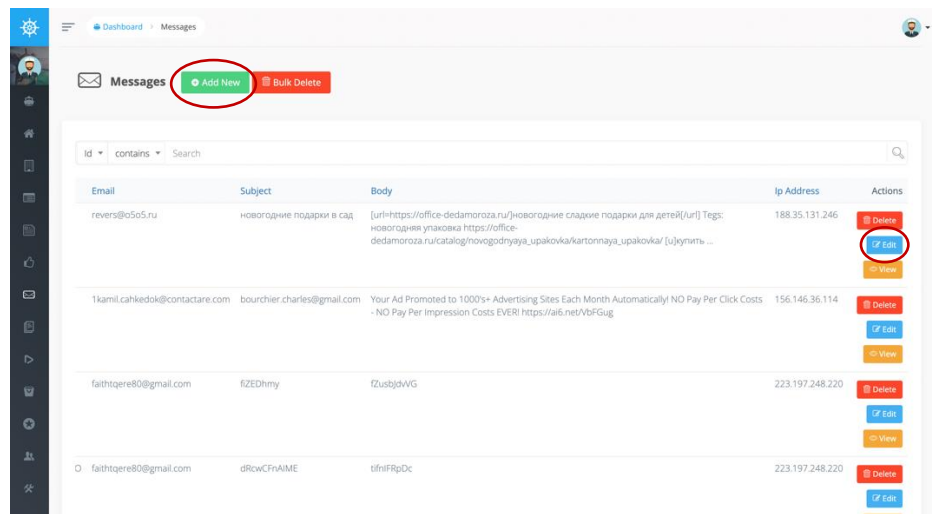 Dashboard > Messages
Messages Add New Bulk Delete
Id contains Search
Email Subject Body Ip Address Actions
revers@o5o5.ru новогодние подарки в сад [url=https://office-dedamoroza.ru/]новогодние сладкие подарки для детей[/url] Tegs: 188.35.131.246 Delete
новогодняя упаковка https://office-
dedamoroza.ru/catalog/novogodnyaya_upakovka/kartonnaya_upakovka/ [u]купить ... Edit
View
1kamil.cahkedok@contactare.com bourchier.charles@gmail.com Your Ad Promoted to 1000's+ Advertising Sites Each Month Automatically! NO Pay Per Click Costs 156.146.36.114 Delete
- NO Pay Per Impression Costs EVER! https://ai6.net/VbFGug
Edit
View
faithtqere80@gmail.com fiZEDhmy fZusbJdvVG 223.197.248.220 Delete
Edit
View
O faithtqere80@gmail.com dRcwCFnAIME tifnIFRpDc 223.197.248.220 Delete
Edit